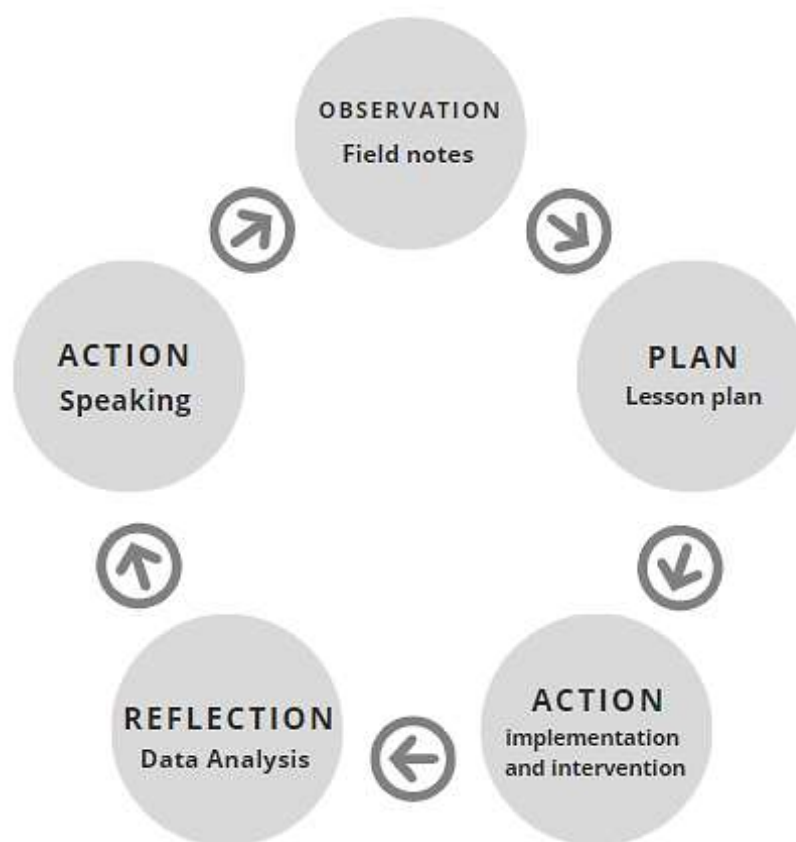 OBSERVATION
Field notes
PLAN
Lesson plan
ACTION
implementation
and intervention
REFLECTION
Data Analysis
ACTION
Speaking